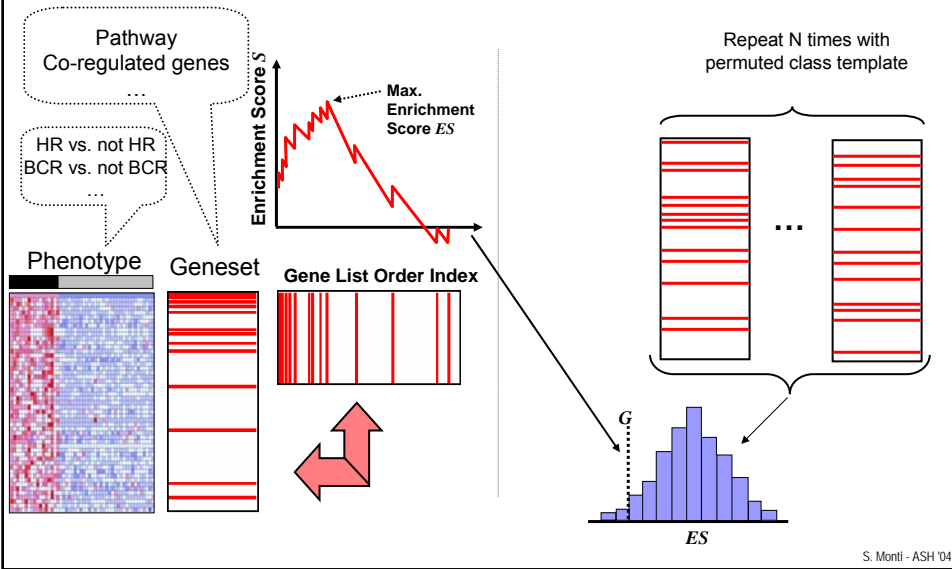 Pathway
Co-regulated genes
...
HR vs. not HR
BCR vs. not BCR
...
Phenotype
Geneset
Enrichment Score S
Max.
Enrichment
Score ES
Gene List Order Index
Repeat N times with
permuted class template
...
G
ES
S. Monti - ASH '04